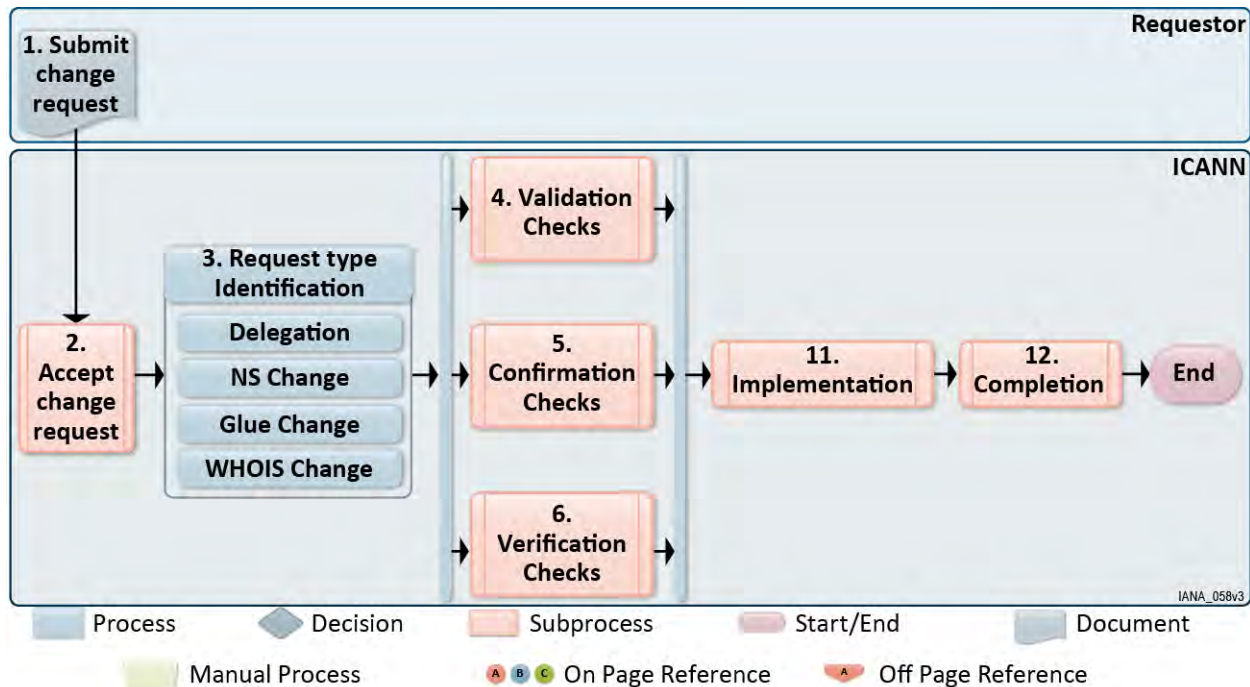 Requestor
1. Submit
change
request
ICANN
2.
Accept
change
request
3. Request type
Identification
Delegation
NS Change
Glue Change
WHOIS Change
4. Validation
Checks
5.
Confirmation
Checks
6.
Verification
Checks
11.
Implementation
12.
Completion
End
IANA_058v3
Process
Decision
Subprocess
Start/End
Document
Manual Process
A B C On Page Reference
A Off Page Reference